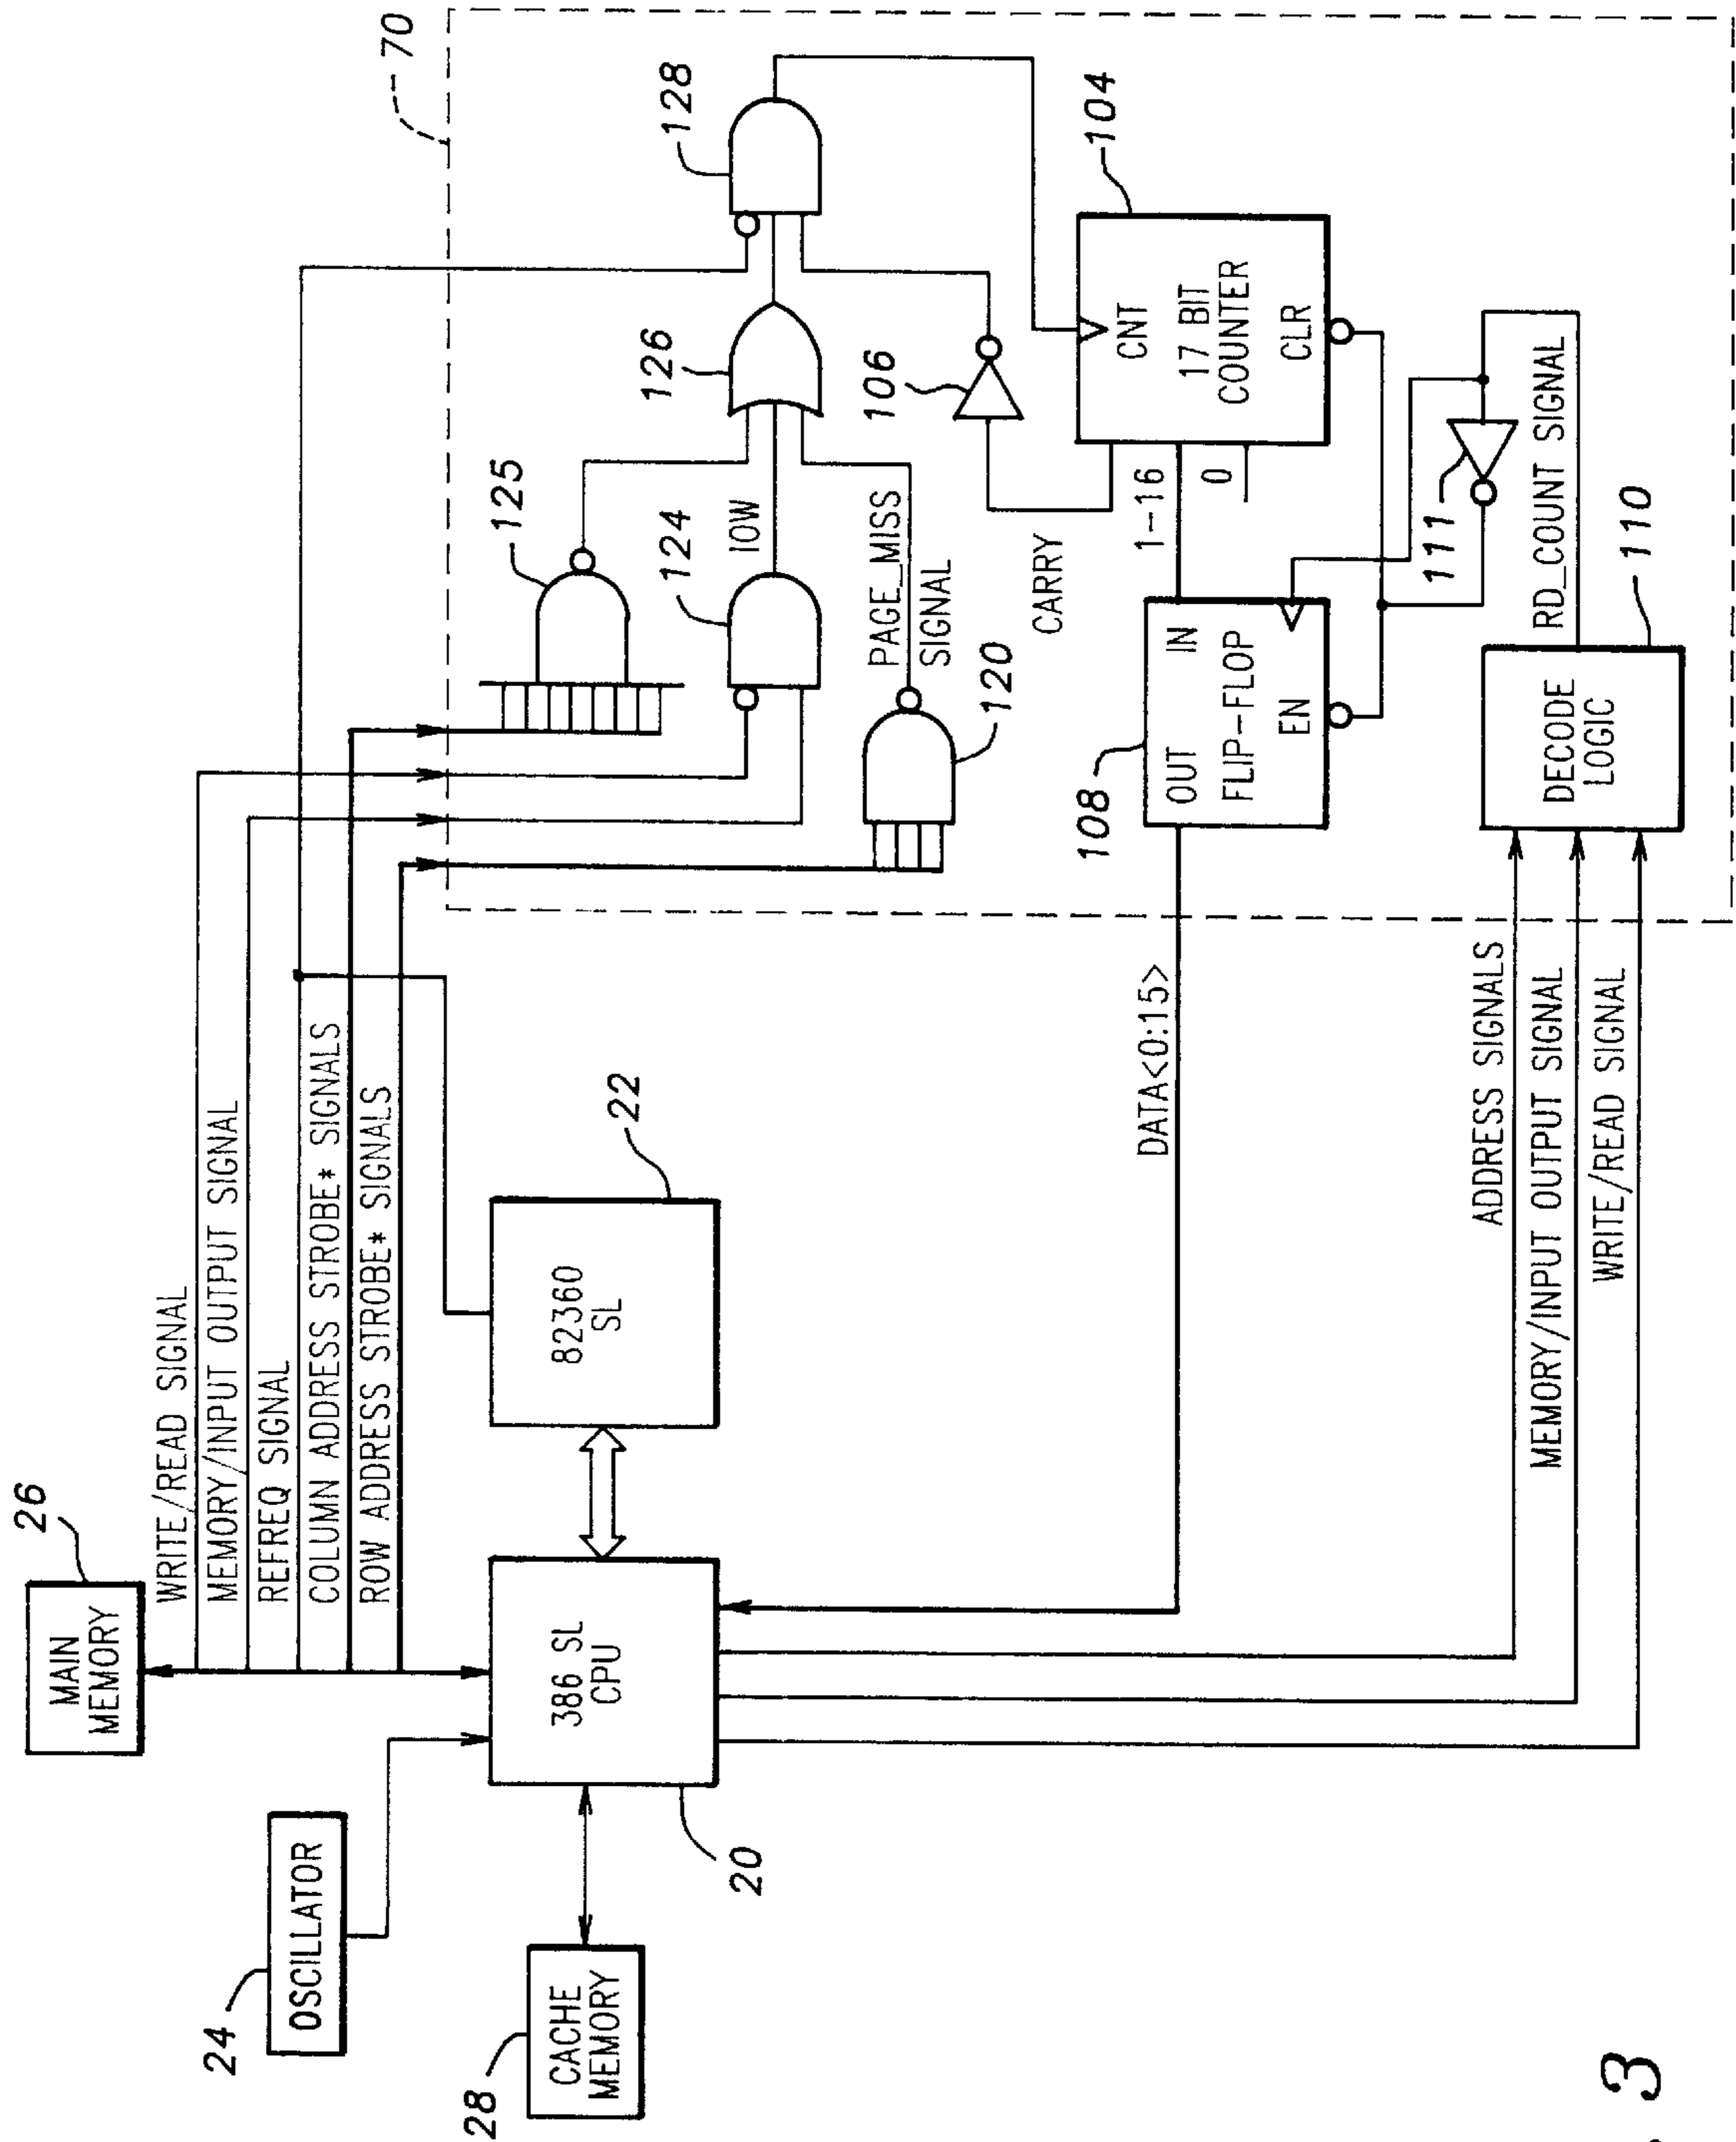 26
MAIN
MEMORY
24
OSCILLATOR
28
CACHE
MEMORY
WRITE/READ SIGNAL
MEMORY/INPUT OUTPUT SIGNAL
REFREQ SIGNAL
COLUMN ADDRESS STROBE* SIGNALS
ROW ADDRESS STROBE* SIGNALS
386 SL
CPU
20
82360
SL
22
70
125
124
IOW
126
128
PAGE_MISS
SIGNAL
120
106
CARRY
104
CNT
17 BIT
COUNTER
CLR
1-16
0
108
OUT
IN
FLIP-FLOP
EN
DATA<0:15>
111
RD_COUNT SIGNAL
110
DECODE
LOGIC
ADDRESS SIGNALS
MEMORY/INPUT OUTPUT SIGNAL
WRITE/READ SIGNAL
3